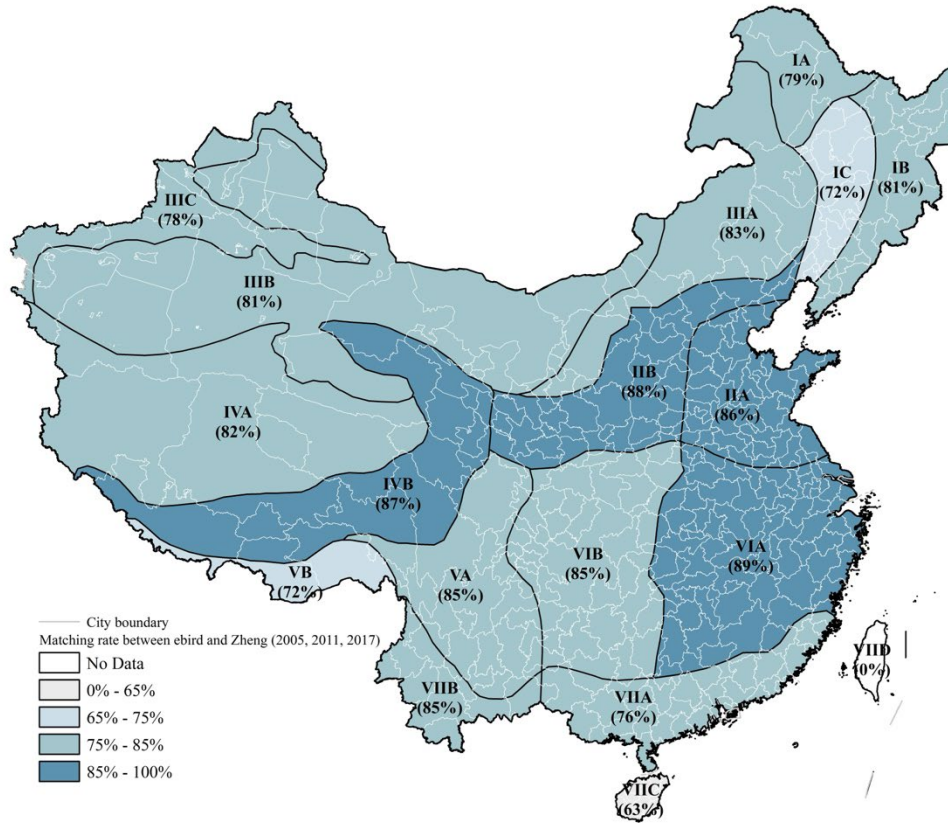 IA
(79%)
IC
(72%)
IB
(81%)
IIIC
(78%)
IIIA
(83%)
IIIB
(81%)
IIB
(88%)
IIA
(86%)
IVA
(82%)
IVB
(87%)
VB
(72%)
VA
(85%)
VIB
(85%)
VIA
(89%)
VIID
(0%)
VIIB
(85%)
VIIA
(76%)
VIIC
(63%)
City boundary
Matching rate between ebird and Zheng (2005, 2011, 2017)
No Data
0% - 65%
65% - 75%
75% - 85%
85% - 100%